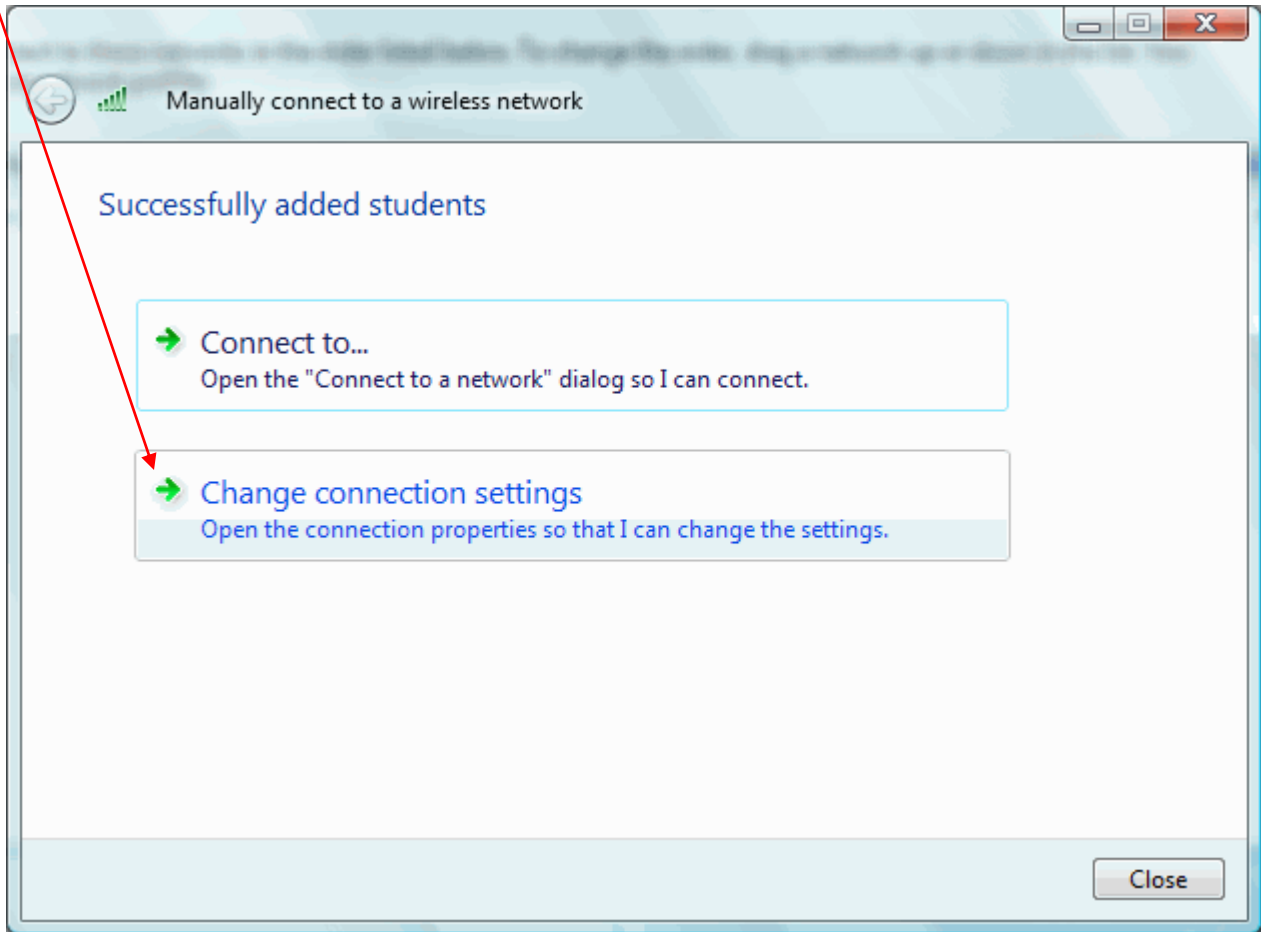 Manually connect to a wireless network
Successfully added students
Connect to...
Open the "Connect to a network" dialog so I can connect.
Change connection settings
Open the connection properties so that I can change the settings.
Close